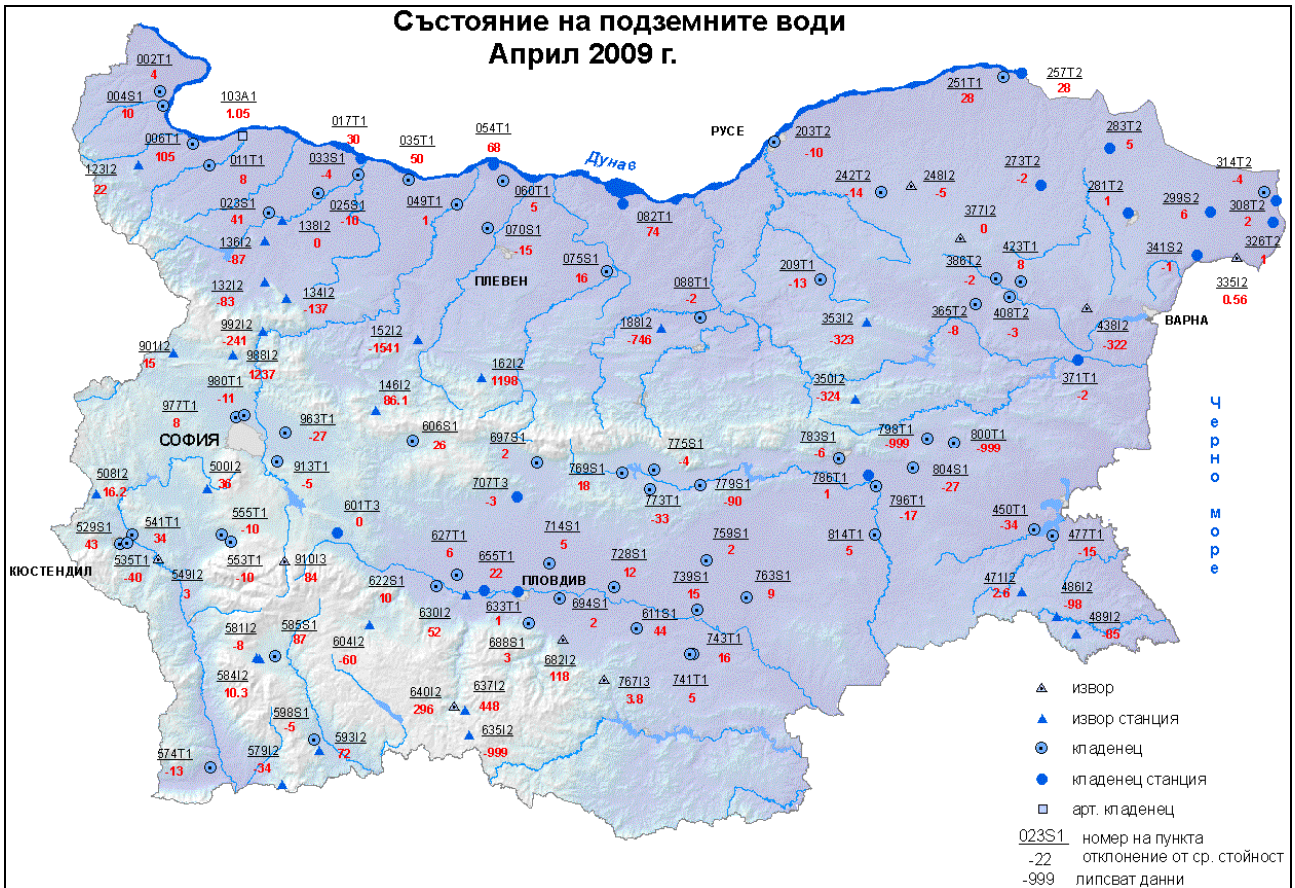 Състояние на подземните води
Април 2009 г.
002T1
4
004S1
10
103A1
1.05
006T1
105
011T1
8
123I2
22
017T1
30
033S1
-4
025S1
-10
023S1
41
138I2
0
136I2
-87
132I2
-83
134I2
-137
035T1
50
049T1
1
054T1
68
060T1
5
070S1
-15
ПЛЕВЕН
075S1
16
Дунав
082T1
74
088T1
-2
РУСЕ
203T2
-10
251T1
28
257T2
28
242T2
-14
248I2
-5
273T2
-2
283T2
5
281T2
1
299S2
6
314T2
-4
308T2
2
326T2
1
341S2
-1
335I2
0.56
377I2
0
386T2
-2
423T1
8
209T1
-13
365T2
-8
408T2
-3
438I2
-322
ВАРНА
353I2
-323
350I2
-324
371T1
-2
188I2
-746
152I2
-1541
162I2
1198
146I2
86.1
992I2
-241
901I2
15
988I2
1237
980T1
-11
977T1
8
СОФИЯ
963T1
-27
913T1
-5
606S1
26
697S1
2
707T3
-3
769S1
18
775S1
-4
773T1
-33
779S1
-90
783S1
-6
786T1
1
798T1
-999
800T1
-999
804S1
-27
796T1
-17
814T1
5
450T1
-34
477T1
-15
471I2
2.6
486I2
-98
489I2
-85
Черно море
508I2
16.2
500I2
36
529S1
43
541T1
34
535T1
-40
КЮСТЕНДИЛ
549I2
3
555T1
-10
553T1
-10
910I3
84
601T3
0
627T1
6
655T1
22
622S1
10
630I2
52
633T1
1
ПЛОВДИВ
714S1
5
694S1
2
728S1
12
759S1
2
739S1
15
763S1
9
611S1
44
743T1
16
741T1
5
688S1
3
682I2
118
767I3
3.8
581I2
-8
585S1
87
584I2
10.3
604I2
-60
640I2
296
637I2
448
635I2
-999
598S1
-5
593I2
72
579I2
-34
574T1
-13
извор
извор станция
кладенец
кладенец станция
арт. кладенец
023S1 номер на пункта
-22 отклонение от ср. стойност
-999 липсват данни